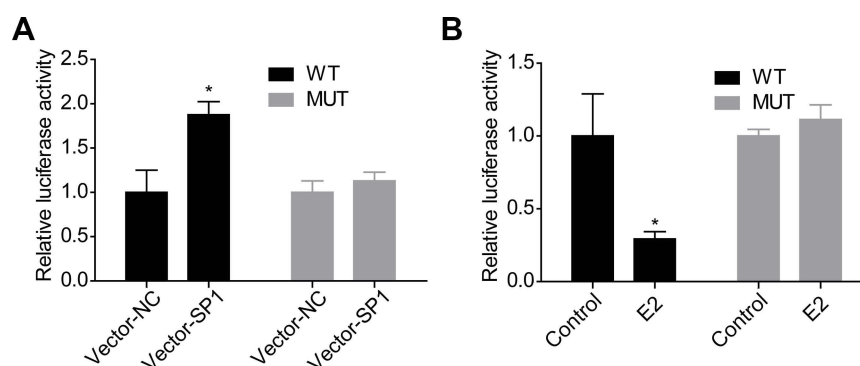 A
Relative luciferase activity
2.5
2.0
1.5
1.0
0.5
0.0
*
WT
MUT
Vector-NC
Vector-SP1
Vector-NC
Vector-SP1
B
Relative luciferase activity
1.5
1.0
0.5
0.0
*
WT
MUT
Control
E2
Control
E2